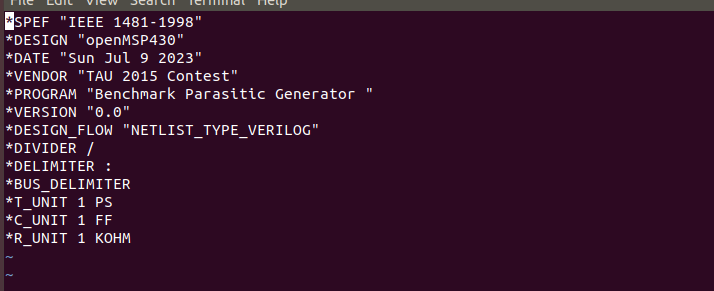 File Edit View Search Terminal Help
*SPEF "IEEE 1481-1998"
*DESIGN "openMSP430"
*DATE "Sun Jul 9 2023"
*VENDOR "TAU 2015 Contest"
*PROGRAM "Benchmark Parasitic Generator "
*VERSION "0.0"
*DESIGN_FLOW "NETLIST_TYPE_VERILOG"
*DIVIDER /
*DELIMITER :
*BUS_DELIMITER
*T_UNIT 1 PS
*C_UNIT 1 FF
*R_UNIT 1 KOHM
~
~